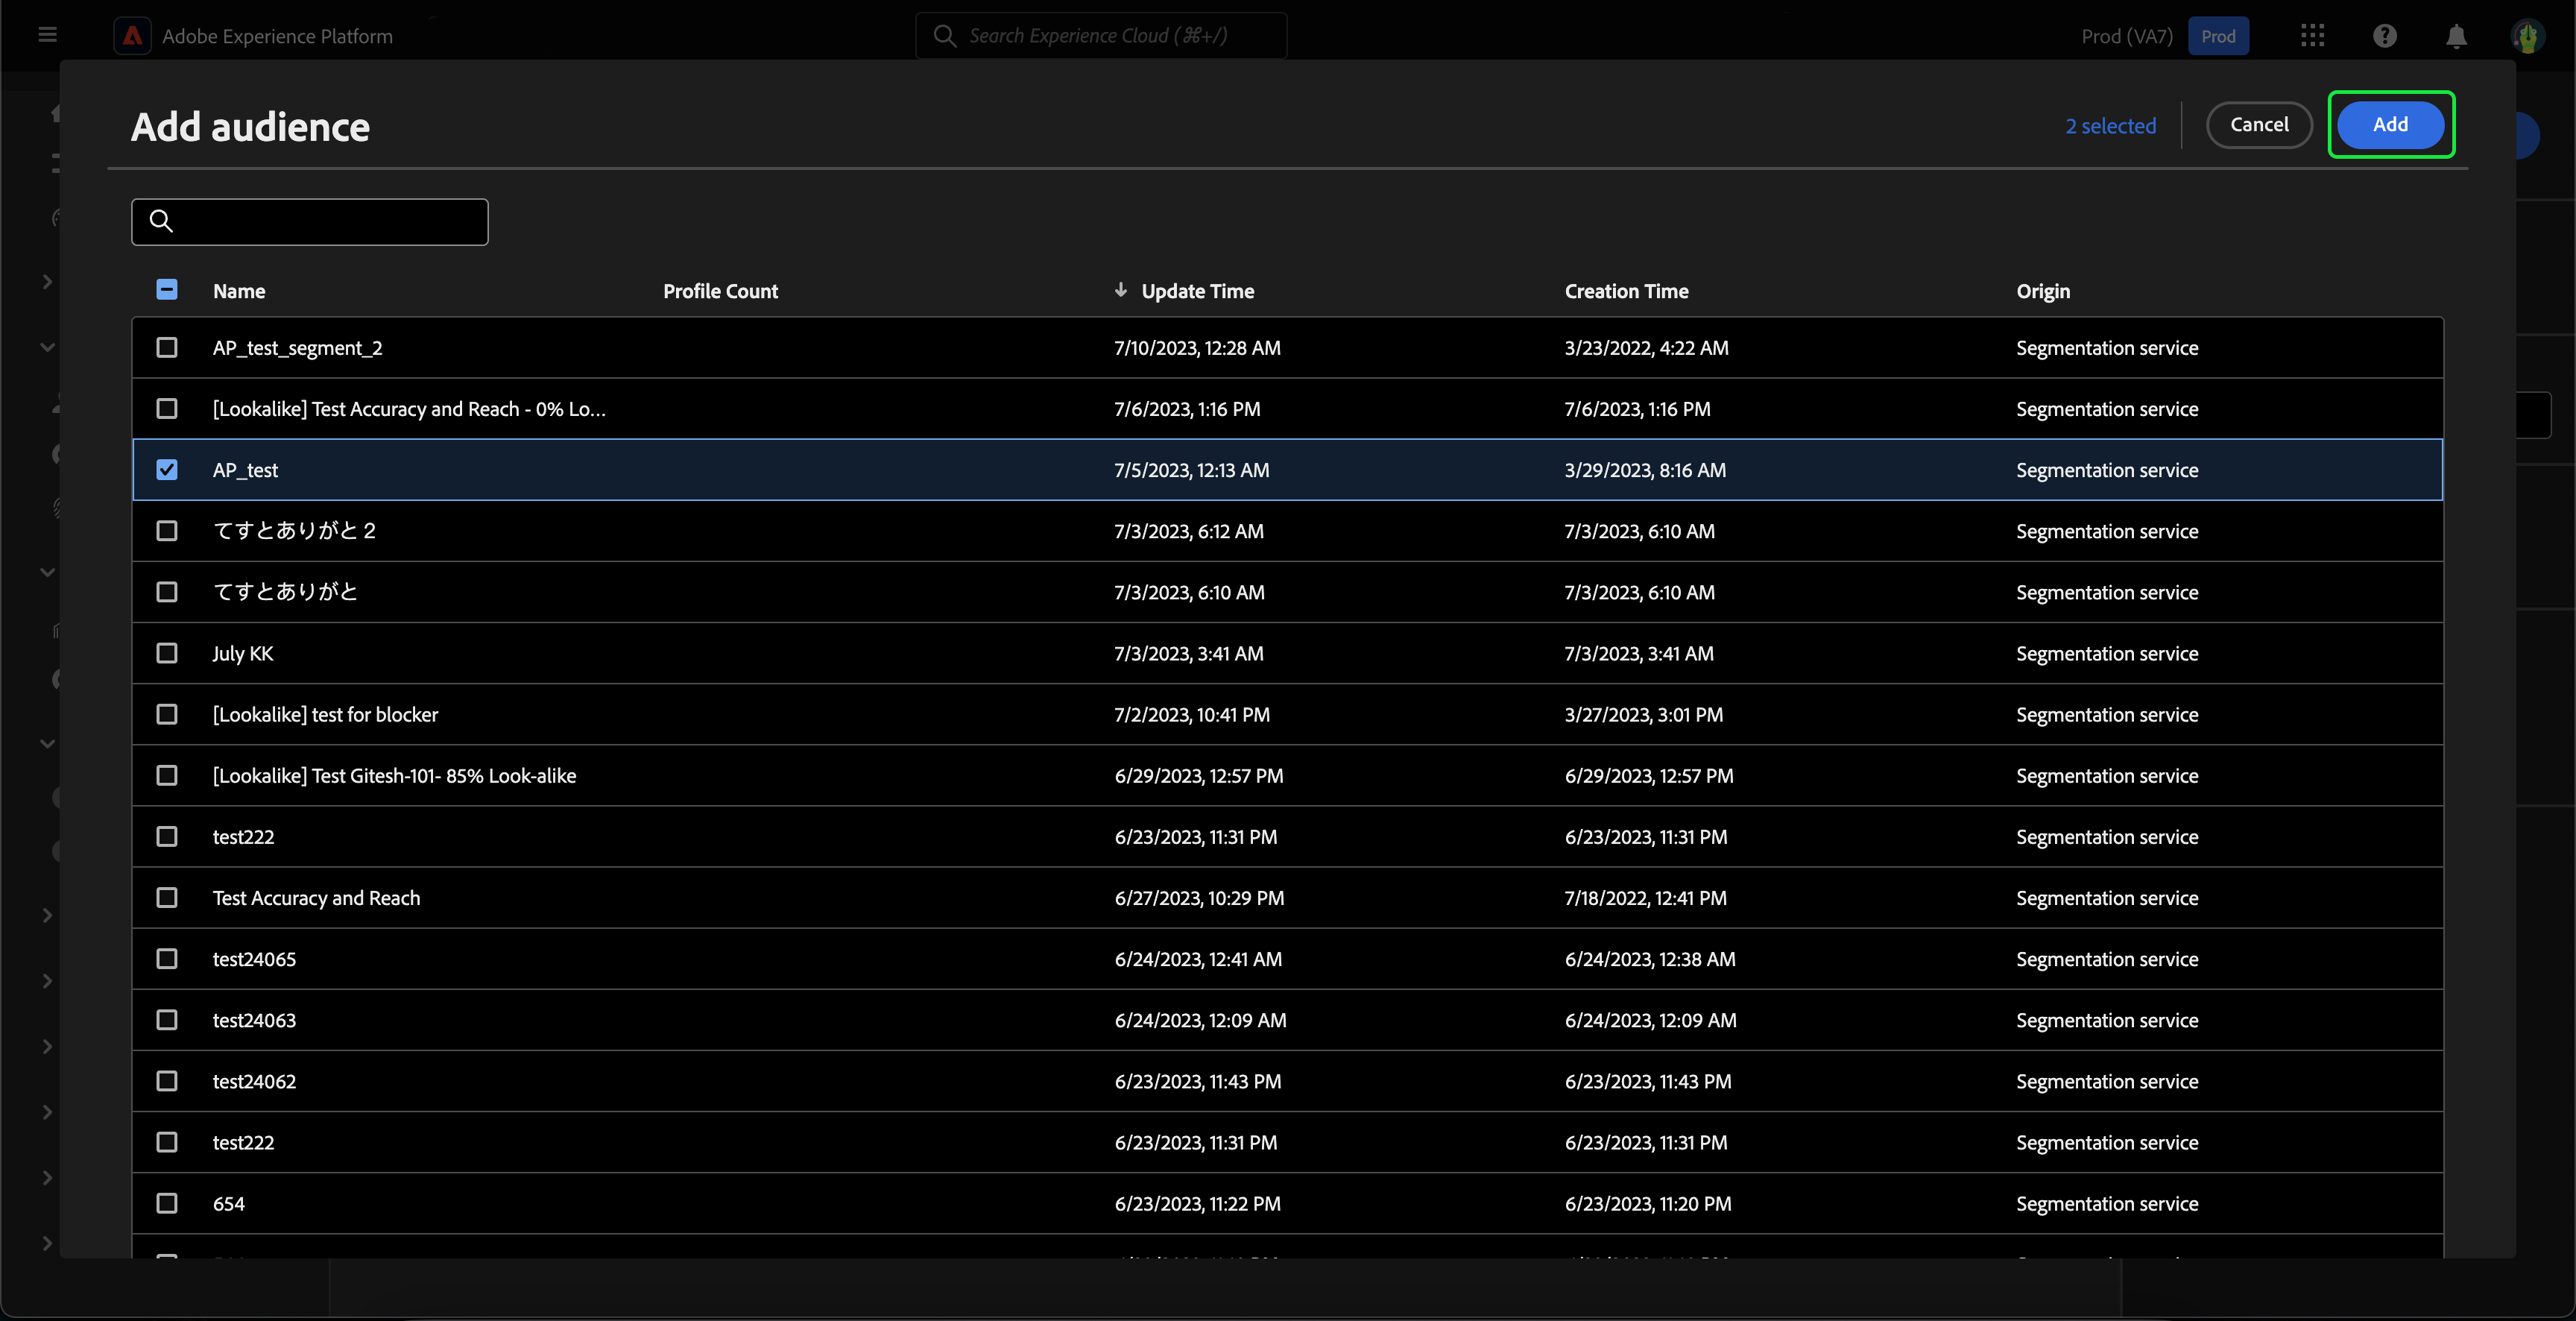 Adobe Experience Platform
Search Experience Cloud (⌘+/)
Prod (VA7)
Prod
Add audience
2 selected
Cancel
Add
Name Profile Count Update Time Creation Time Origin
AP_test_segment_2 7/10/2023, 12:28 AM 3/23/2022, 4:22 AM Segmentation service
[Lookalike] Test Accuracy and Reach - 0% Lo... 7/6/2023, 1:16 PM 7/6/2023, 1:16 PM Segmentation service
AP_test 7/5/2023, 12:13 AM 3/29/2023, 8:16 AM Segmentation service
てすとありがと２ 7/3/2023, 6:12 AM 7/3/2023, 6:10 AM Segmentation service
てすとありがと 7/3/2023, 6:10 AM 7/3/2023, 6:10 AM Segmentation service
July KK 7/3/2023, 3:41 AM 7/3/2023, 3:41 AM Segmentation service
[Lookalike] test for blocker 7/2/2023, 10:41 PM 3/27/2023, 3:01 PM Segmentation service
[Lookalike] Test Gitesh-101- 85% Look-alike 6/29/2023, 12:57 PM 6/29/2023, 12:57 PM Segmentation service
test222 6/23/2023, 11:31 PM 6/23/2023, 11:31 PM Segmentation service
Test Accuracy and Reach 6/27/2023, 10:29 PM 7/18/2022, 12:41 PM Segmentation service
test24065 6/24/2023, 12:41 AM 6/24/2023, 12:38 AM Segmentation service
test24063 6/24/2023, 12:09 AM 6/24/2023, 12:09 AM Segmentation service
test24062 6/23/2023, 11:43 PM 6/23/2023, 11:43 PM Segmentation service
test222 6/23/2023, 11:31 PM 6/23/2023, 11:31 PM Segmentation service
654 6/23/2023, 11:22 PM 6/23/2023, 11:20 PM Segmentation service